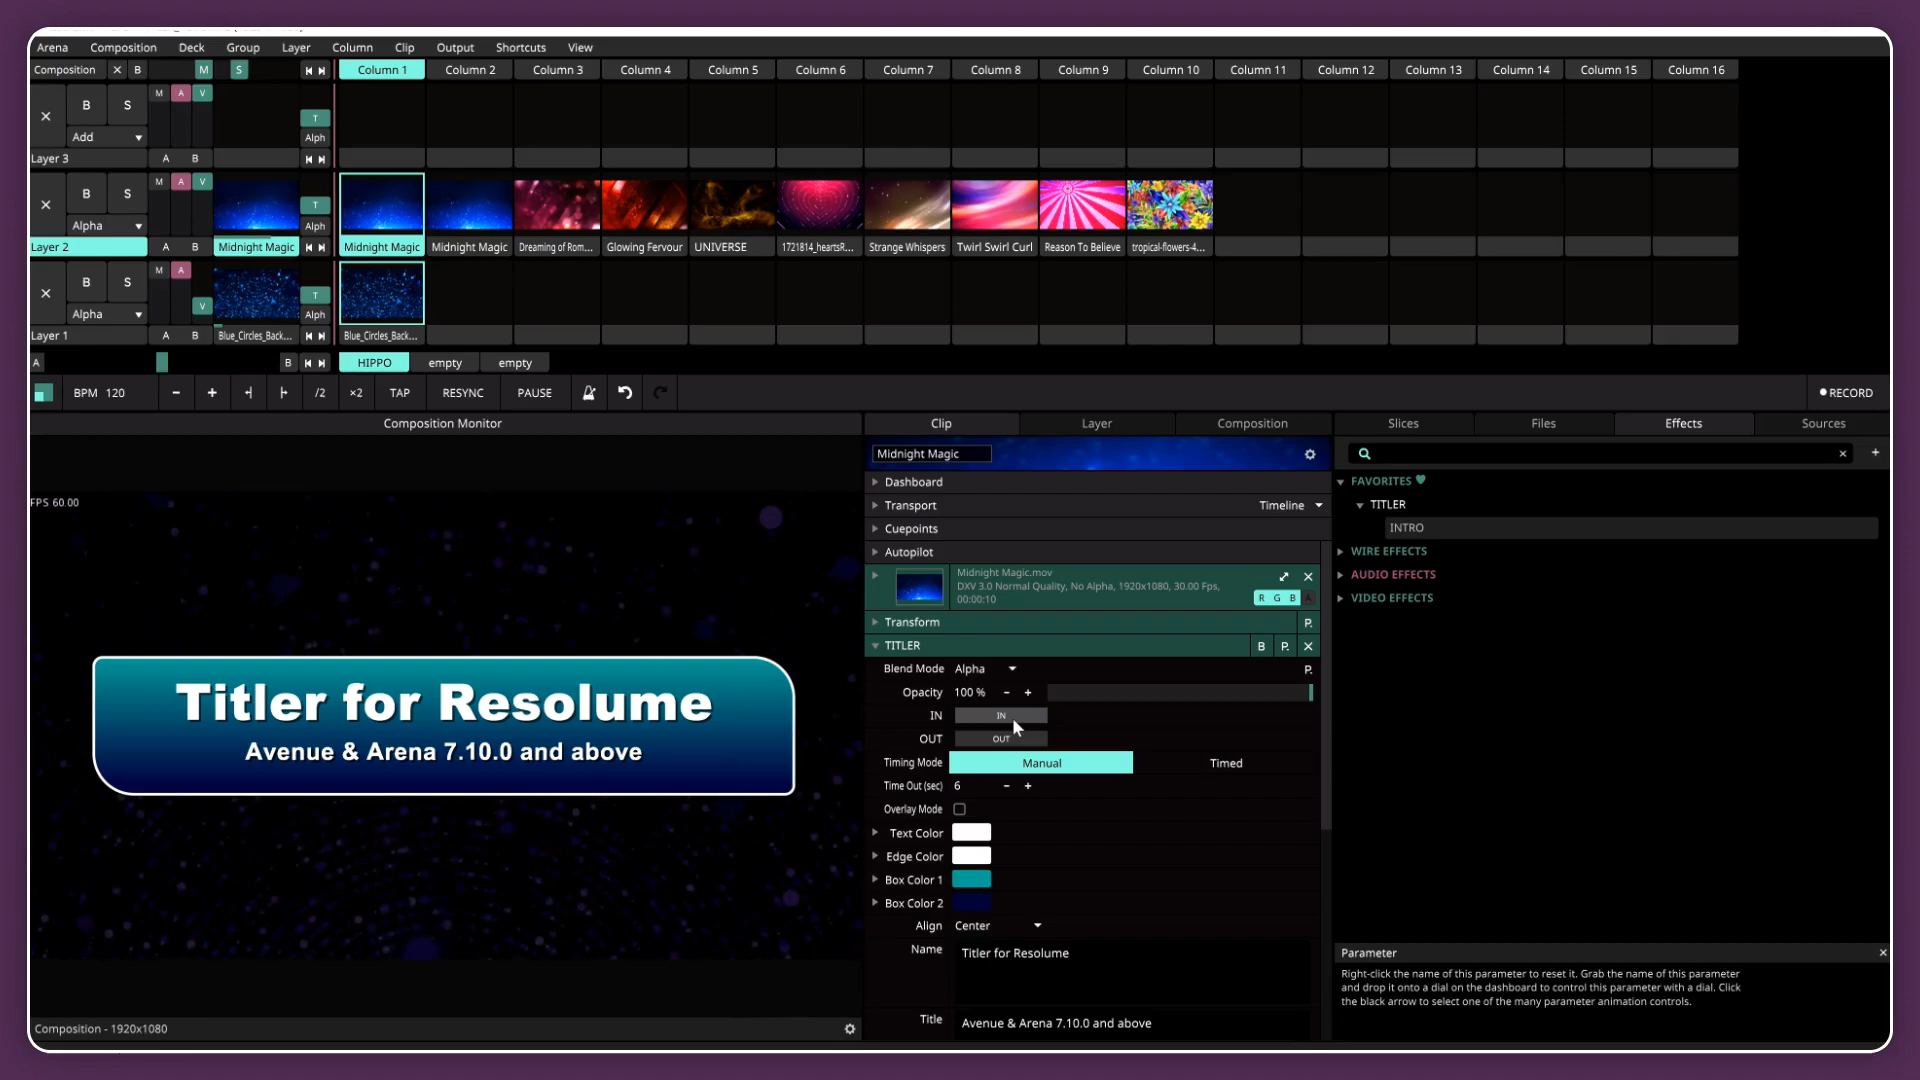 Arena Composition Deck Group Layer Column Clip Output Shortcuts View
Composition × B M S Column 1 Column 2 Column 3 Column 4 Column 5 Column 6 Column 7 Column 8 Column 9 Column 10 Column 11 Column 12 Column 13 Column 14 Column 15 Column 16
M A V
B S
T
Add Alph
Layer 3 A B
M A V
B S
T
Alpha Alph
Layer 2 A B Midnight Magic Midnight Magic Midnight Magic Dreaming of Rom... Glowing Fervour UNIVERSE 1721814_heartsR... Strange Whispers Twirl Swirl Curl Reason To Believe tropical-flowers-4...
M A
B S
T
V
Alpha Alph
Layer 1 A B Blue_Circles_Back... Blue_Circles_Back...
A B HIPPO empty empty
BPM 120 - + /2 ×2 TAP RESYNC PAUSE RECORD
Composition Monitor Clip Layer Composition Slices Files Effects Sources
FPS 60.00
Titler for Resolume
Avenue & Arena 7.10.0 and above
Composition - 1920x1080
Midnight Magic
Dashboard
Transport Timeline
Cuepoints
Autopilot
Midnight Magic.mov
DXV 3.0 Normal Quality, No Alpha, 1920x1080, 30.00 Fps,
00:00:10 R G B A
Transform P.
TITLER B P. ×
Blend Mode Alpha P.
Opacity 100 % - +
IN IN
OUT OUT
Timing Mode Manual Timed
Time Out (sec) 6 - +
Overlay Mode
Text Color
Edge Color
Box Color 1
Box Color 2
Align Center
Name Titler for Resolume
Title Avenue & Arena 7.10.0 and above
FAVORITES
TITLER
INTRO
WIRE EFFECTS
AUDIO EFFECTS
VIDEO EFFECTS
Parameter
Right-click the name of this parameter to reset it. Grab the name of this parameter
and drop it onto a dial on the dashboard to control this parameter with a dial. Click
the black arrow to select one of the many parameter animation controls.